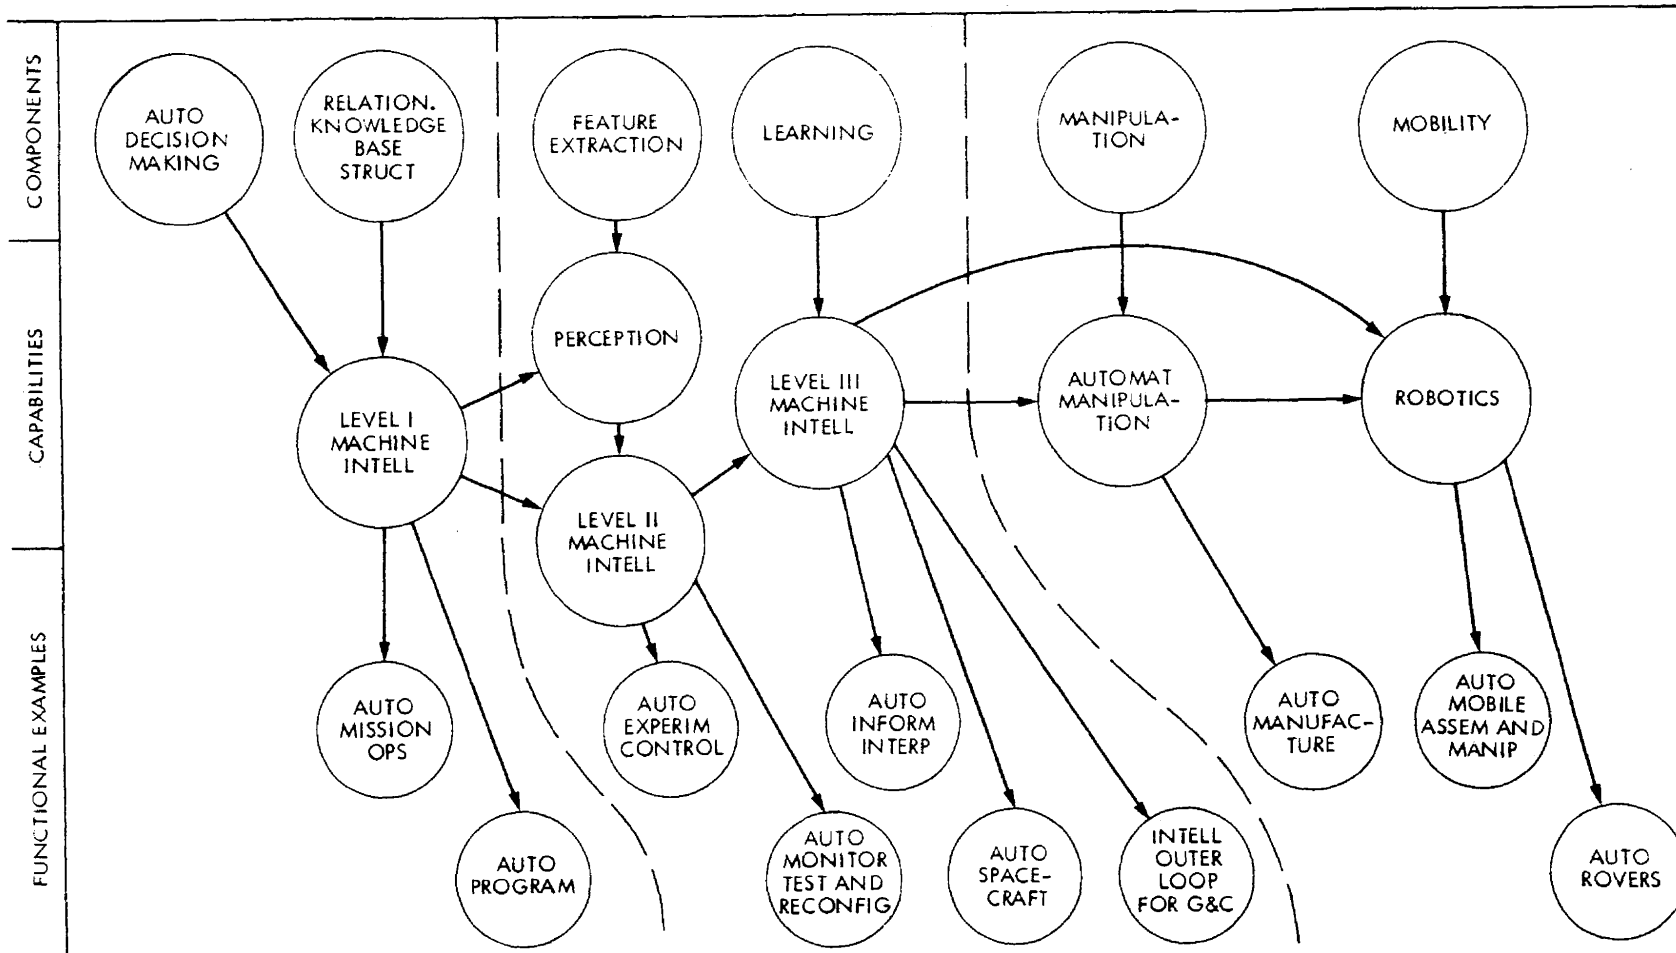 COMPONENTS
AUTO
DECISION
MAKING
RELATION.
KNOWLEDGE
BASE
STRUCT
FEATURE
EXTRACTION
LEARNING
MANIPULA-
TION
MOBILITY
CAPABILITIES
PERCEPTION
LEVEL I
MACHINE
INTELL
LEVEL II
MACHINE
INTELL
LEVEL III
MACHINE
INTELL
AUTOMAT
MANIPULA-
TION
ROBOTICS
FUNCTIONAL EXAMPLES
AUTO
MISSION
OPS
AUTO
EXPERIM
CONTROL
AUTO
INFORM
INTERP
AUTO
MANUFAC-
TURE
AUTO
MOBILE
ASSEM AND
MANIP
AUTO
PROGRAM
AUTO
MONITOR
TEST AND
RECONFIG
AUTO
SPACE-
CRAFT
INTELL
OUTER
LOOP
FOR G&C
AUTO
ROVERS